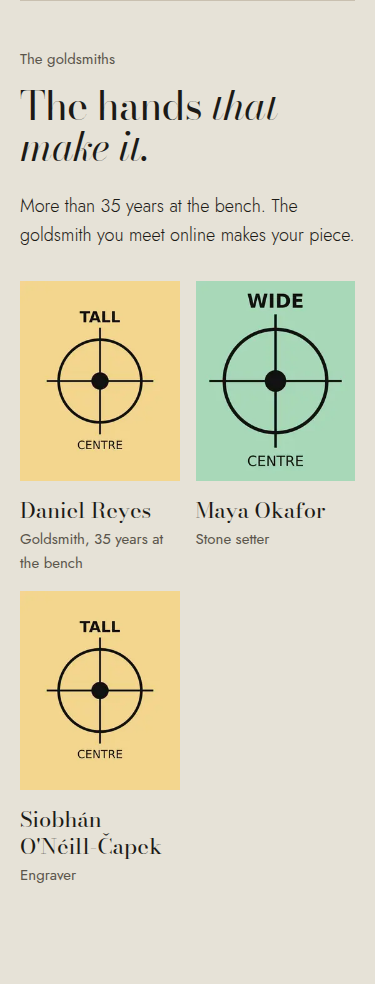 The goldsmiths
The hands that
make it.
More than 35 years at the bench. The
goldsmith you meet online makes your piece.
TALL
CENTRE
WIDE
CENTRE
Daniel Reyes
Goldsmith, 35 years at
the bench
Maya Okafor
Stone setter
TALL
CENTRE
Siobhán
O'Néill-Čapek
Engraver